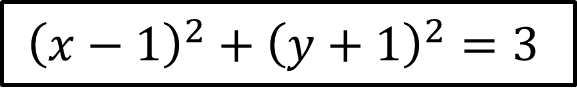 (x − 1)² + (y + 1)² = 3